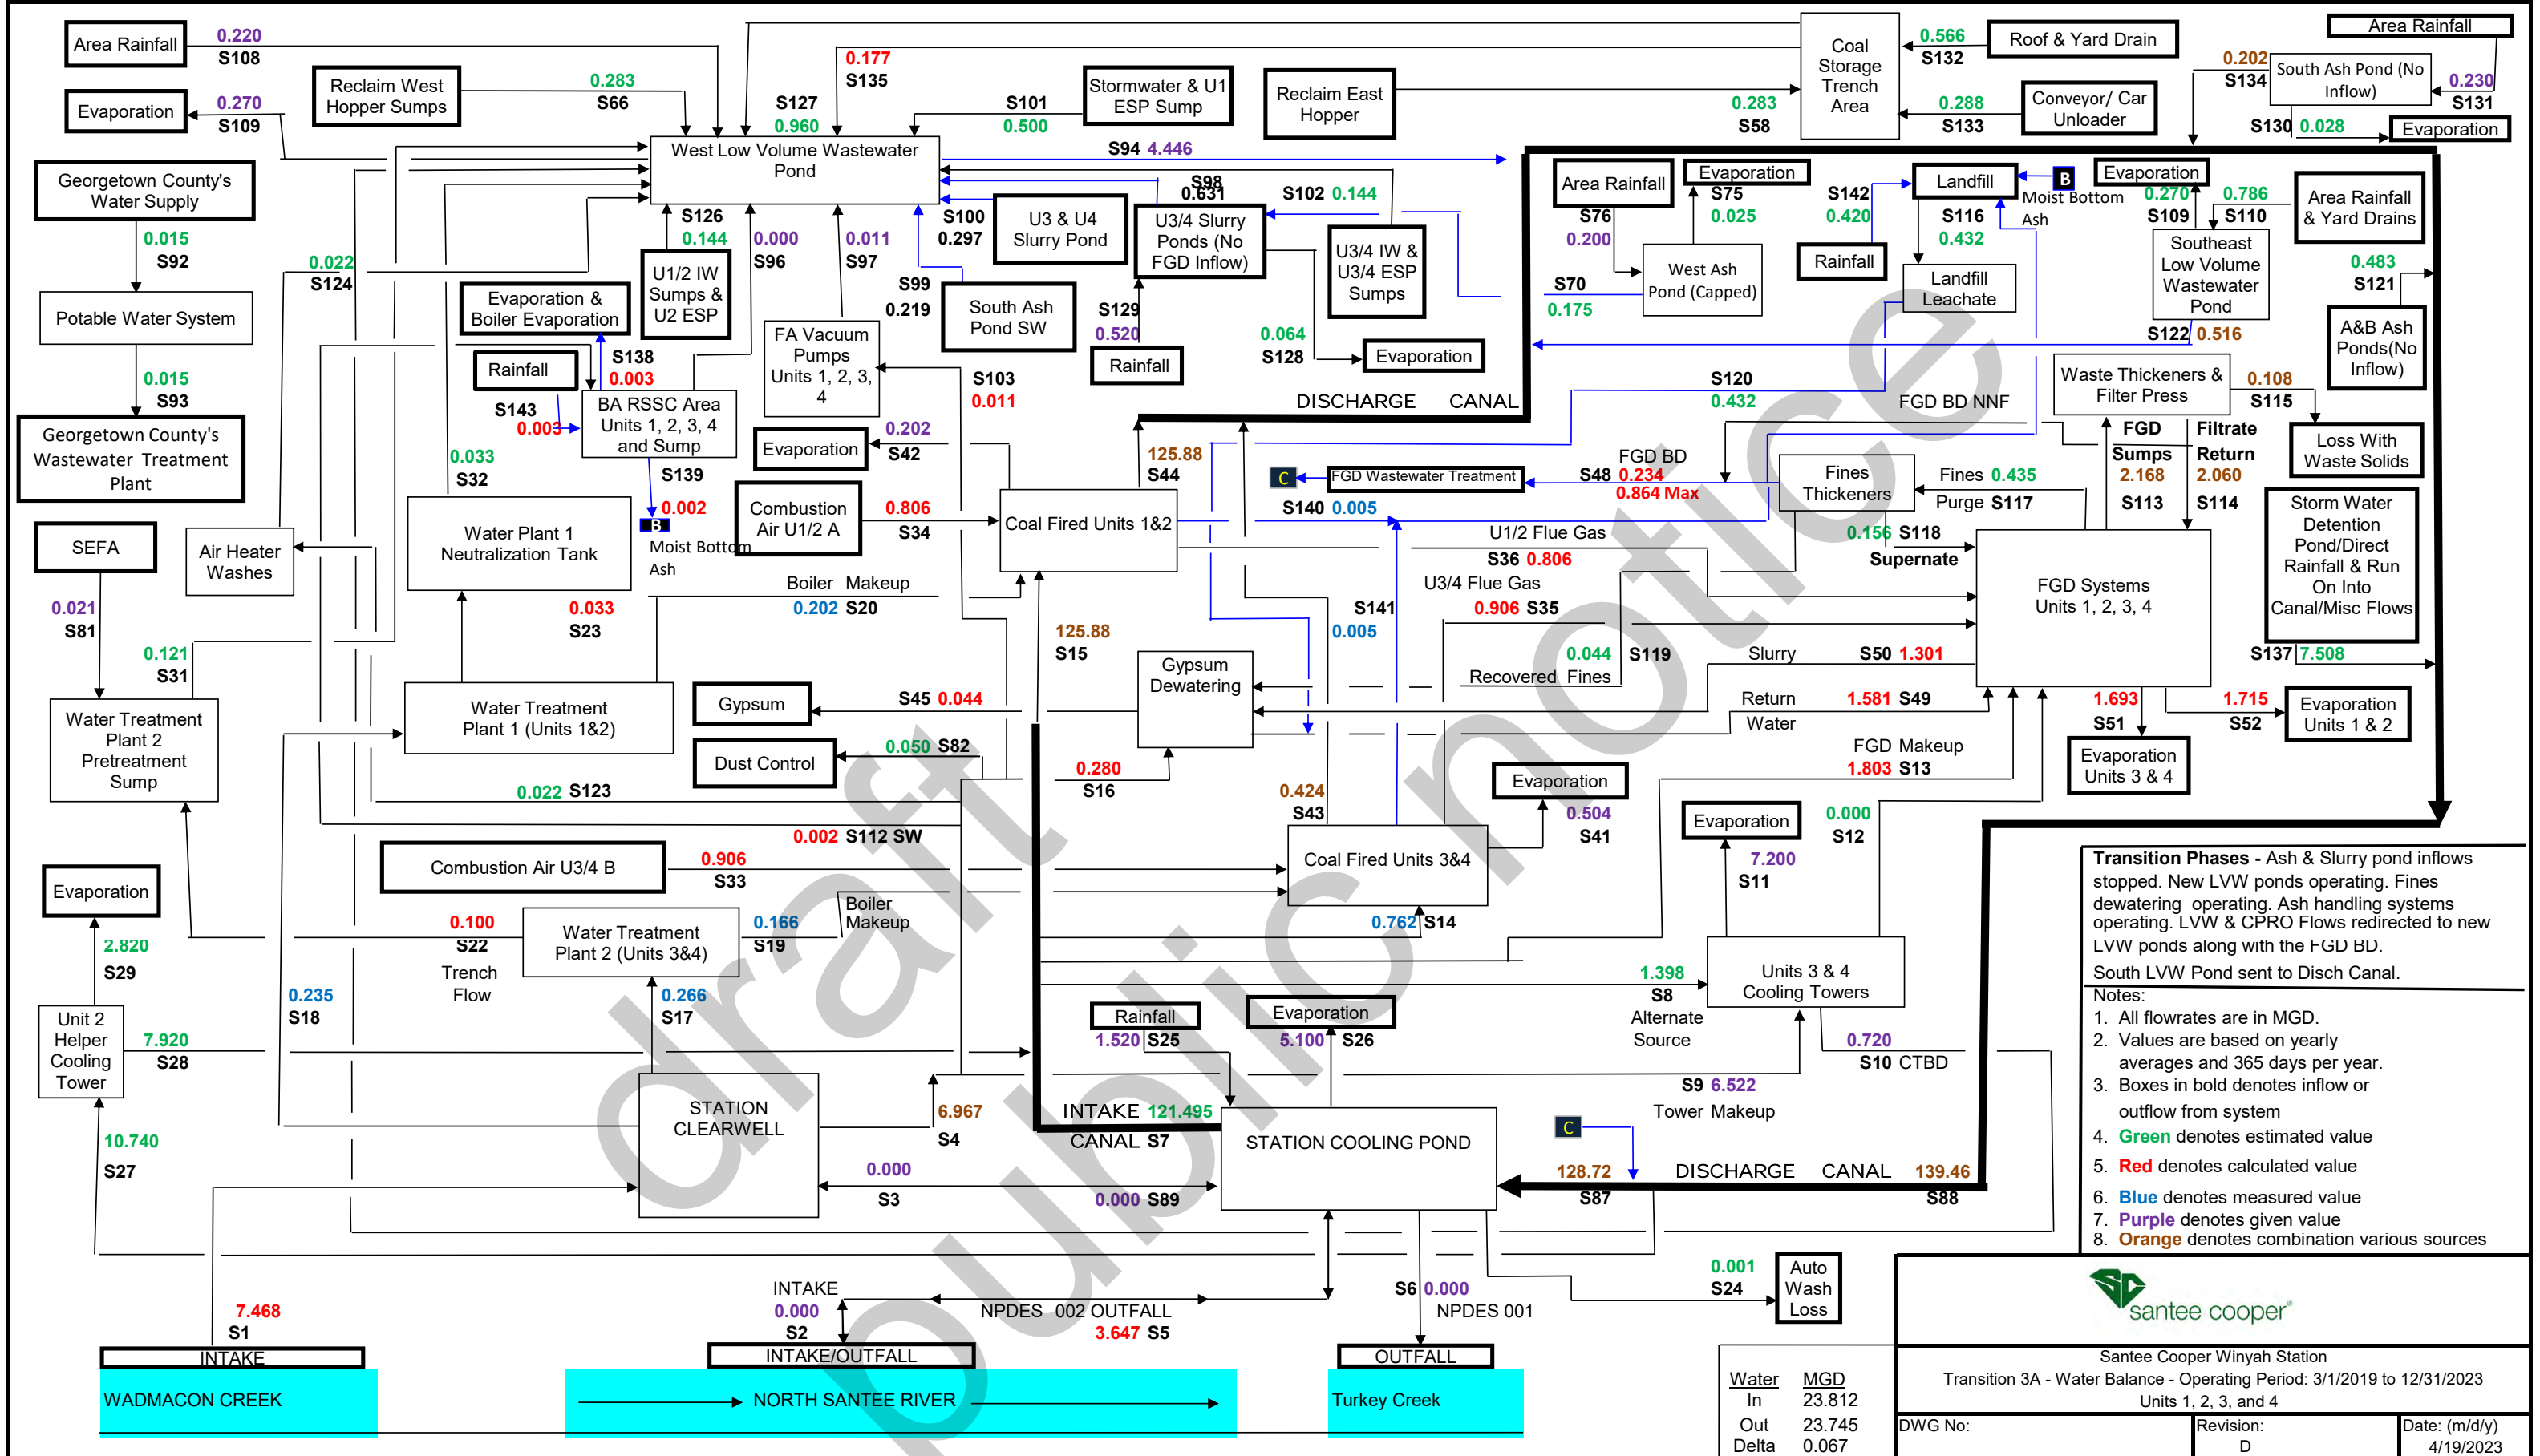 Area Rainfall
0.220
S108
Reclaim West
Hopper Sumps
0.283
S66
Evaporation
0.270
S109
0.177
S135
S127
0.960
S101
0.500
Stormwater & U1
ESP Sump
Reclaim East
Hopper
0.283
S58
Coal
Storage
Trench
Area
0.566
S132
Roof & Yard Drain
0.288
S133
Conveyor/ Car
Unloader
Area Rainfall
0.202
S134
South Ash Pond (No
Inflow)
0.230
S131
S130 0.028
Evaporation
West Low Volume Wastewater
Pond
S94 4.446
Georgetown County's
Water Supply
0.015
S92
Potable Water System
0.015
S93
Georgetown County's
Wastewater Treatment
Plant
0.022
S124
S126
0.144
U1/2 IW
Sumps &
U2 ESP
0.000
S96
0.011
S97
S100
0.297
U3 & U4
Slurry Pond
S98
0.631
U3/4 Slurry
Ponds (No
FGD Inflow)
S102 0.144
U3/4 IW &
U3/4 ESP
Sumps
S99
0.219
South Ash
Pond SW
S129
0.520
Rainfall
0.064
S128
Evaporation
Area Rainfall
S76
0.200
Evaporation
S75
0.025
West Ash
Pond (Capped)
S70
0.175
S142
0.420
Rainfall
Landfill
B
Moist Bottom
Ash
S116
0.432
Landfill
Leachate
Evaporation
0.270
S109
0.786
S110
Area Rainfall
& Yard Drains
Southeast
Low Volume
Wastewater
Pond
S122 0.516
0.483
S121
A&B Ash
Ponds(No
Inflow)
Evaporation &
Boiler Evaporation
S138
0.003
Rainfall
S143
0.003
BA RSSC Area
Units 1, 2, 3, 4
and Sump
S139
0.002
B
Moist Bottom
Ash
FA Vacuum
Pumps
Units 1, 2, 3,
4
S103
0.011
DISCHARGE CANAL
S120
0.432
FGD BD NNF
Waste Thickeners &
Filter Press
0.108
S115
Loss With
Waste Solids
FGD
Sumps
2.168
S113
Filtrate
Return
2.060
S114
0.033
S32
Evaporation
0.202
S42
125.88
S44
C
FGD Wastewater Treatment
FGD BD
S48 0.234
0.864 Max
Fines
Thickeners
Fines 0.435
Purge S117
0.156 S118
Supernate
Storm Water
Detention
Pond/Direct
Rainfall & Run
On Into
Canal/Misc Flows
SEFA
0.021
S81
Air Heater
Washes
Water Plant 1
Neutralization Tank
Combustion
Air U1/2 A
0.806
S34
Coal Fired Units 1&2
S140 0.005
U1/2 Flue Gas
S36 0.806
U3/4 Flue Gas
0.906 S35
FGD Systems
Units 1, 2, 3, 4
0.033
S23
Boiler Makeup
0.202 S20
125.88
S15
S141
0.005
0.044 S119
Recovered Fines
Slurry S50 1.301
S137 7.508
0.121
S31
Water Treatment
Plant 2
Pretreatment
Sump
Water Treatment
Plant 1 (Units 1&2)
Gypsum
S45 0.044
Gypsum
Dewatering
Return 1.581 S49
Water
1.693
S51
Evaporation
Units 3 & 4
1.715
S52
Evaporation
Units 1 & 2
Dust Control
0.050 S82
0.280
S16
FGD Makeup
1.803 S13
0.022 S123
0.002 S112 SW
0.424
S43
Evaporation
0.504
S41
Evaporation
7.200
S11
0.000
S12
Combustion Air U3/4 B
0.906
S33
Coal Fired Units 3&4
0.762 S14
Evaporation
2.820
S29
0.100
S22
Trench
Flow
Water Treatment
Plant 2 (Units 3&4)
0.166
S19
Boiler
Makeup
0.235
S18
0.266
S17
1.398
S8
Alternate
Source
Units 3 & 4
Cooling Towers
0.720
S10 CTBD
Unit 2
Helper
Cooling
Tower
7.920
S28
10.740
S27
Rainfall
1.520 S25
Evaporation
5.100 S26
S9 6.522
Tower Makeup
STATION
CLEARWELL
6.967
S4
INTAKE 121.495
CANAL S7
STATION COOLING POND
C
128.72
S87
DISCHARGE CANAL
139.46
S88
0.000
S3
0.000 S89
Transition Phases - Ash & Slurry pond inflows
stopped. New LVW ponds operating. Fines
dewatering operating. Ash handling systems
operating. LVW & CPRO Flows redirected to new
LVW ponds along with the FGD BD.
South LVW Pond sent to Disch Canal.
Notes:
1. All flowrates are in MGD.
2. Values are based on yearly
averages and 365 days per year.
3. Boxes in bold denotes inflow or
outflow from system
4. Green denotes estimated value
5. Red denotes calculated value
6. Blue denotes measured value
7. Purple denotes given value
8. Orange denotes combination various sources
7.468
S1
INTAKE
WADMACON CREEK
INTAKE
0.000
S2
NPDES 002 OUTFALL
3.647 S5
INTAKE/OUTFALL
NORTH SANTEE RIVER
S6 0.000
NPDES 001
OUTFALL
Turkey Creek
0.001
S24
Auto
Wash
Loss
Water MGD
In 23.812
Out 23.745
Delta 0.067
santee cooper®
Santee Cooper Winyah Station
Transition 3A - Water Balance - Operating Period: 3/1/2019 to 12/31/2023
Units 1, 2, 3, and 4
DWG No:
Revision:
D
Date: (m/d/y)
4/19/2023
draft
public notice